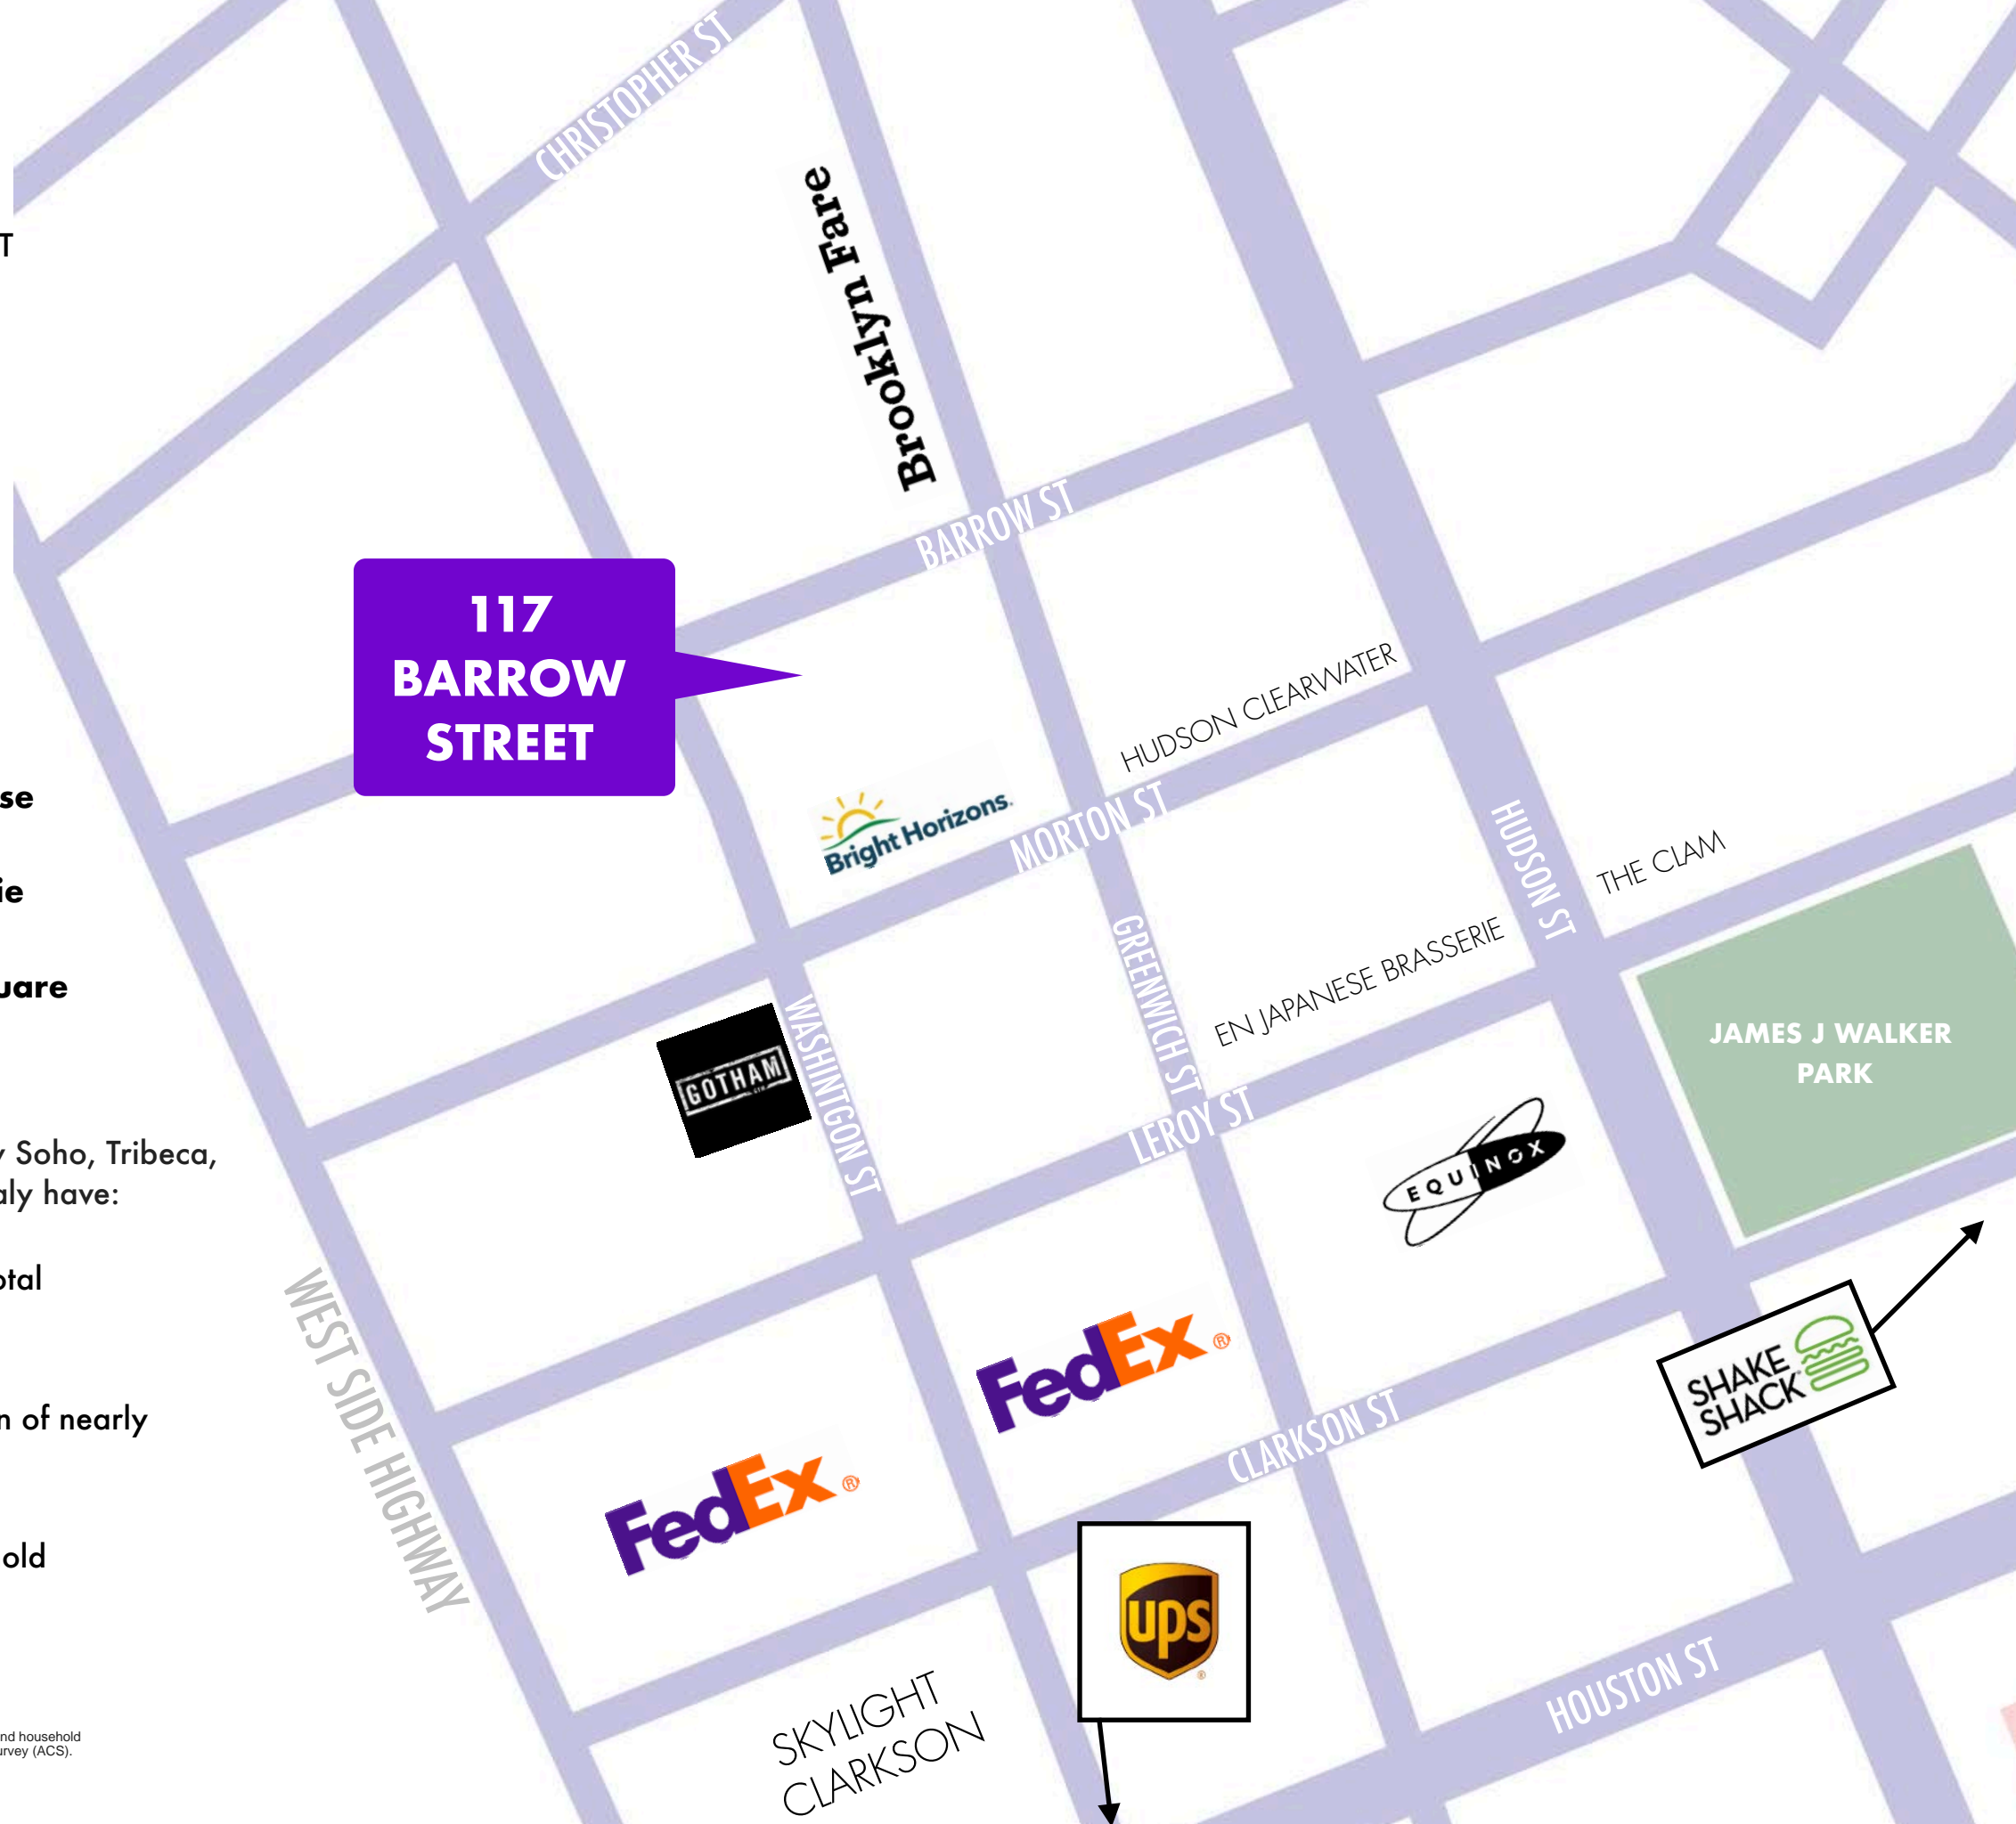 CHRISTOPHER ST
T
Brooklyn Fare
BARROW ST
117
BARROW
STREET
HUDSON CLEARWATER
se
Bright Horizons.
MORTON ST
HUDSON ST
THE CLAM
ie
GREENWICH ST
EN JAPANESE BRASSERIE
uare
WASHINTGON ST
GOTHAM
JAMES J WALKER
PARK
LEROY ST
y Soho, Tribeca,
aly have:
EQUINOX
otal
WEST SIDE HIGHWAY
FedEx®
SHAKE
SHACK
n of nearly
CLARKSON ST
FedEx®
old
ups
HOUSTON ST
SKYLIGHT
CLARKSON
nd household
urvey (ACS).